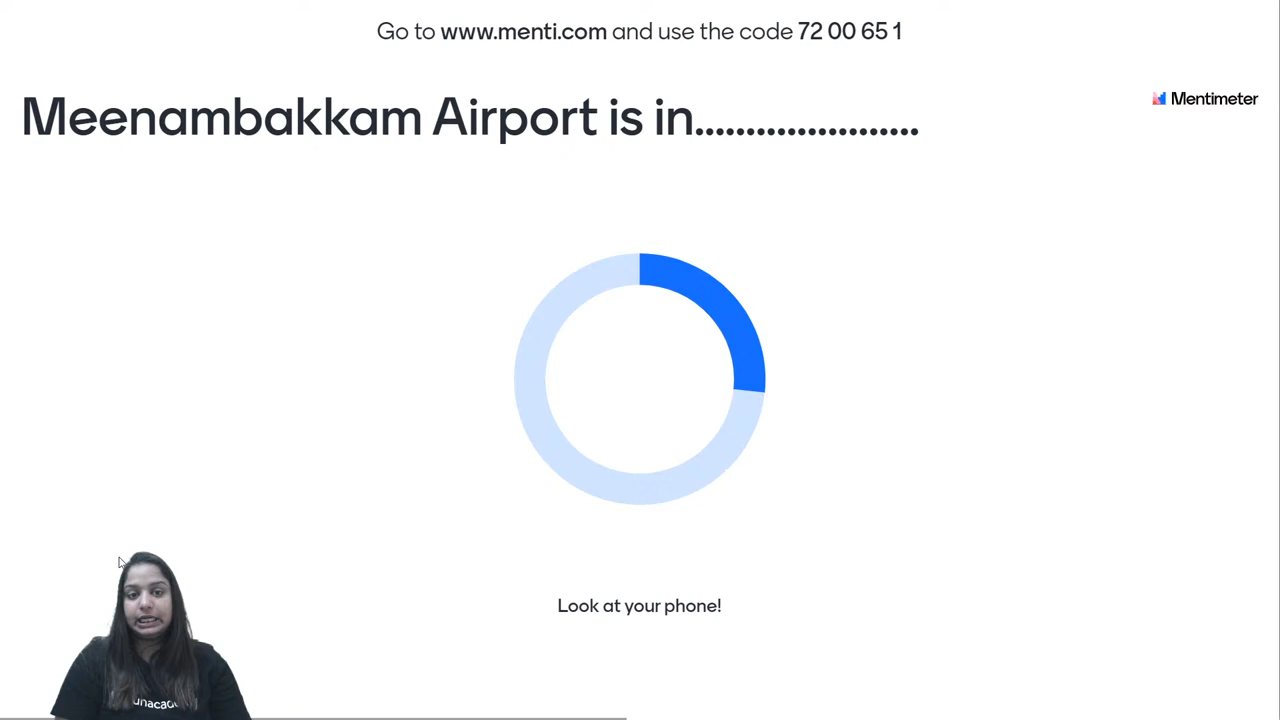 Go to www.menti.com and use the code 72 00 65 1
Meenambakkam Airport is in......................
Mentimeter
Look at your phone!